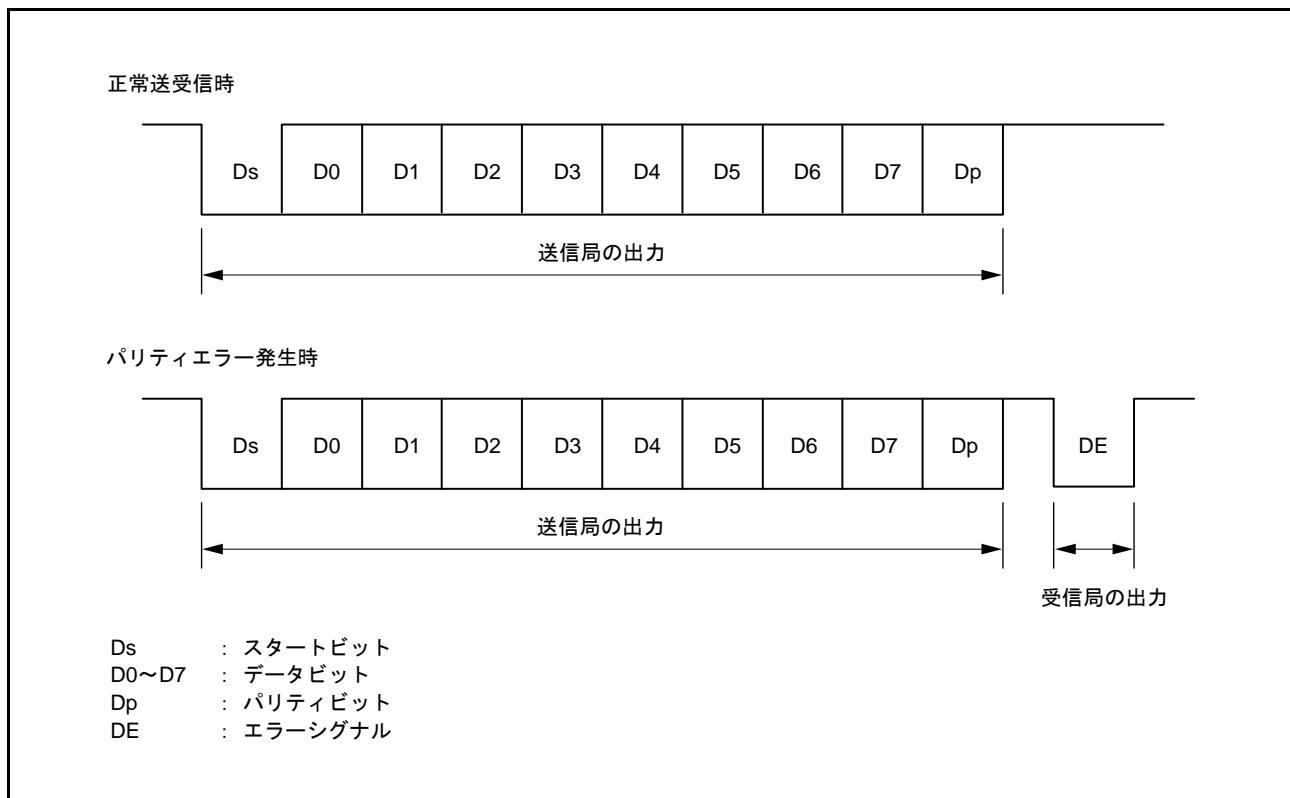 正常送受信時
Ds D0 D1 D2 D3 D4 D5 D6 D7 Dp
送信局の出力
パリティエラー発生時
Ds D0 D1 D2 D3 D4 D5 D6 D7 Dp DE
送信局の出力
受信局の出力
Ds : スタートビット
D0～D7 : データビット
Dp : パリティビット
DE : エラーシグナル